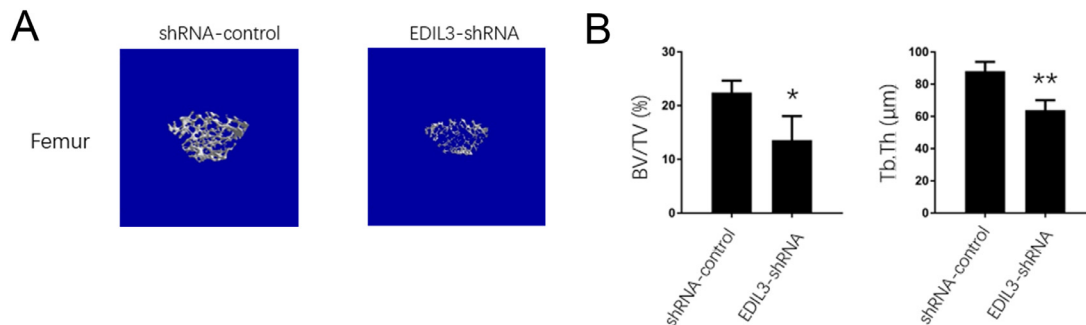 A
shRNA-control
EDIL3-shRNA
Femur
B
BV/TV (%)
30
20
10
0
*
shRNA-control
EDIL3-shRNA
Tb.Th (μm)
100
80
60
40
20
0
**
shRNA-control
EDIL3-shRNA